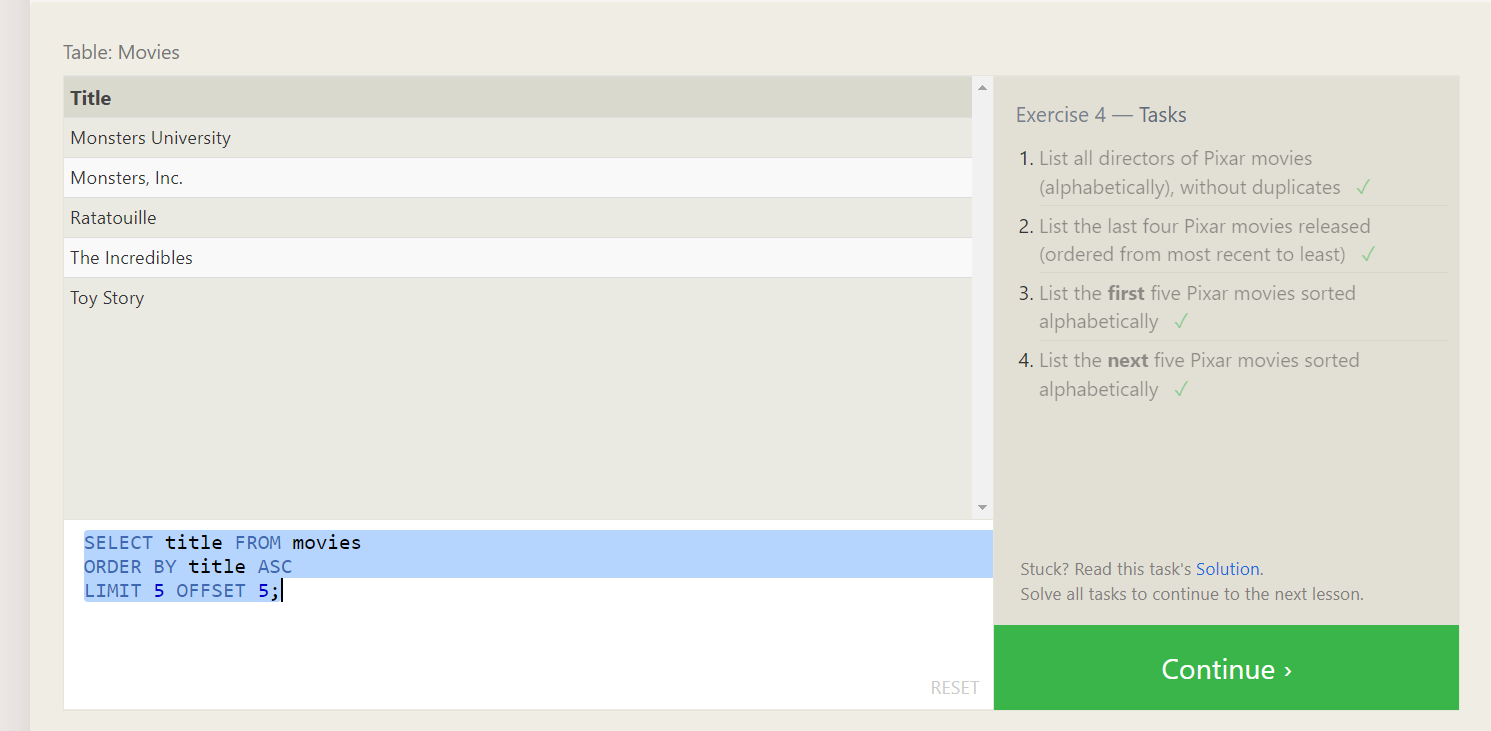 Table: Movies
Title
Monsters University
Monsters, Inc.
Ratatouille
The Incredibles
Toy Story
SELECT title FROM movies
ORDER BY title ASC
LIMIT 5 OFFSET 5;
RESET
Exercise 4 — Tasks
1. List all directors of Pixar movies
(alphabetically), without duplicates ✓
2. List the last four Pixar movies released
(ordered from most recent to least) ✓
3. List the first five Pixar movies sorted
alphabetically ✓
4. List the next five Pixar movies sorted
alphabetically ✓
Stuck? Read this task's Solution.
Solve all tasks to continue to the next lesson.
Continue ›